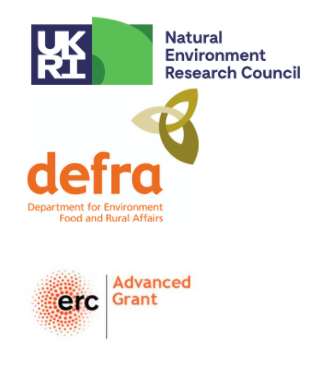 UK
RI
Natural
Environment
Research Council
defra
Department for Environment
Food and Rural Affairs
erc
Advanced
Grant